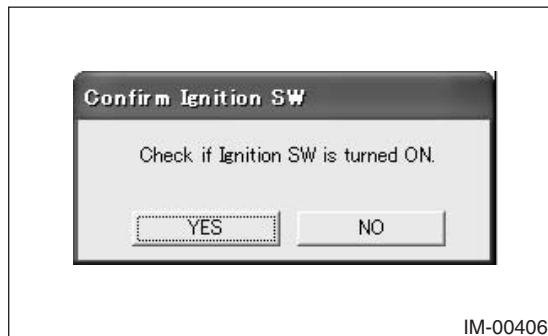 Confirm Ignition SW
Check if Ignition SW is turned ON.
YES NO
IM-00406